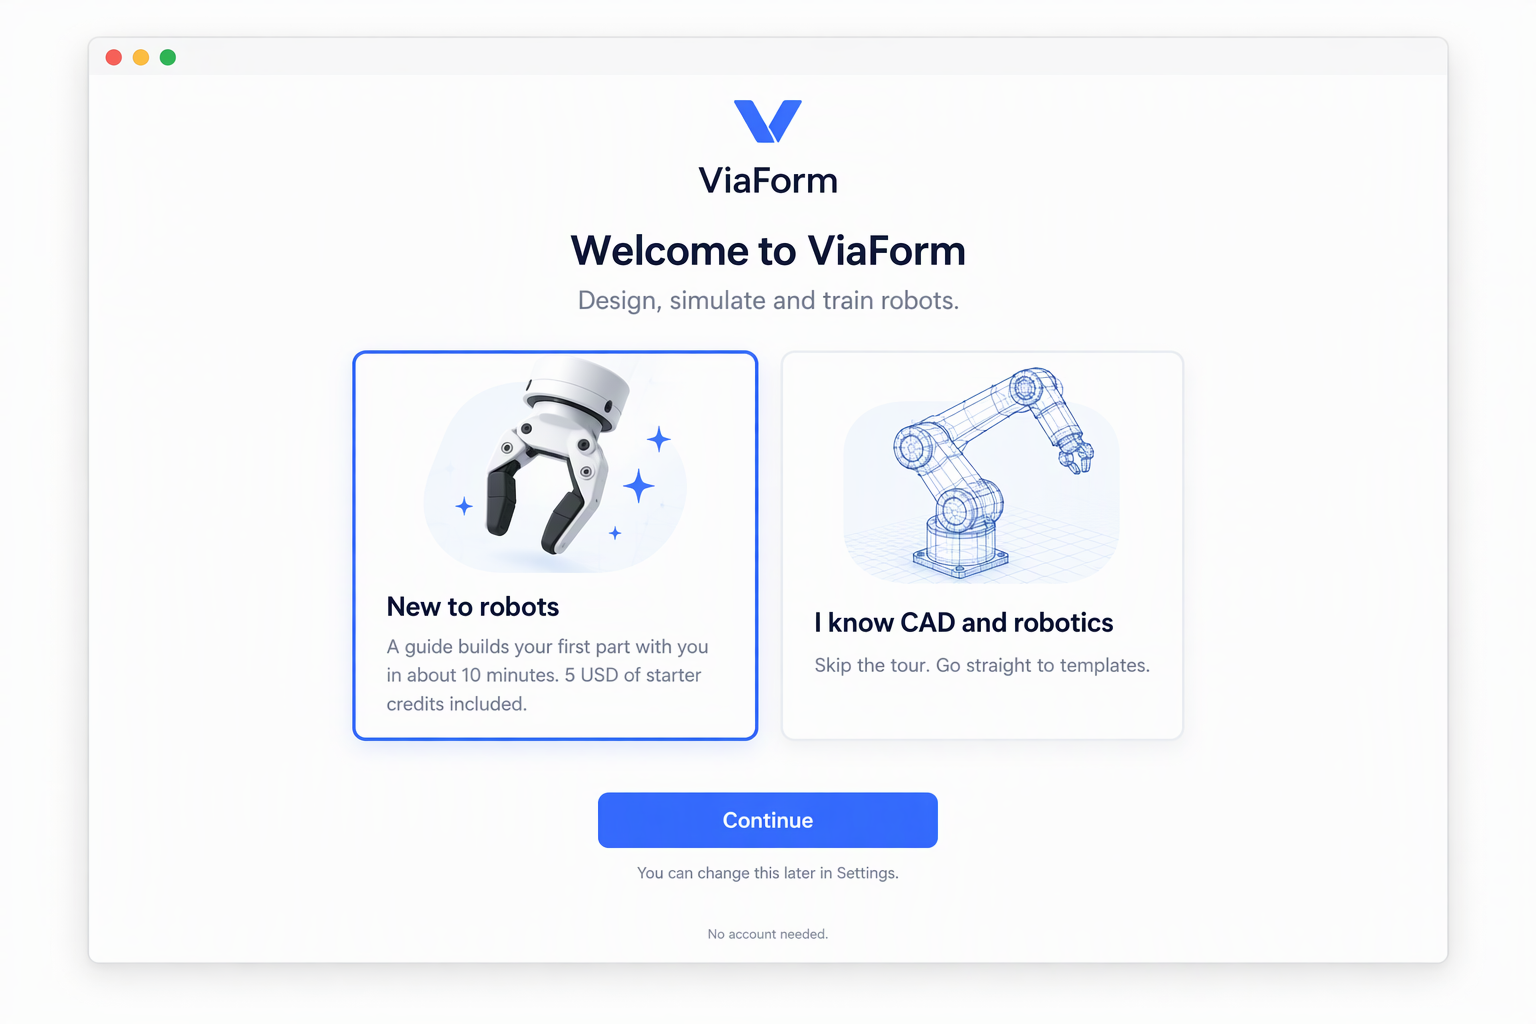 ViaForm
Welcome to ViaForm
Design, simulate and train robots.
New to robots
A guide builds your first part with you
in about 10 minutes. 5 USD of starter
credits included.
I know CAD and robotics
Skip the tour. Go straight to templates.
Continue
You can change this later in Settings.
No account needed.